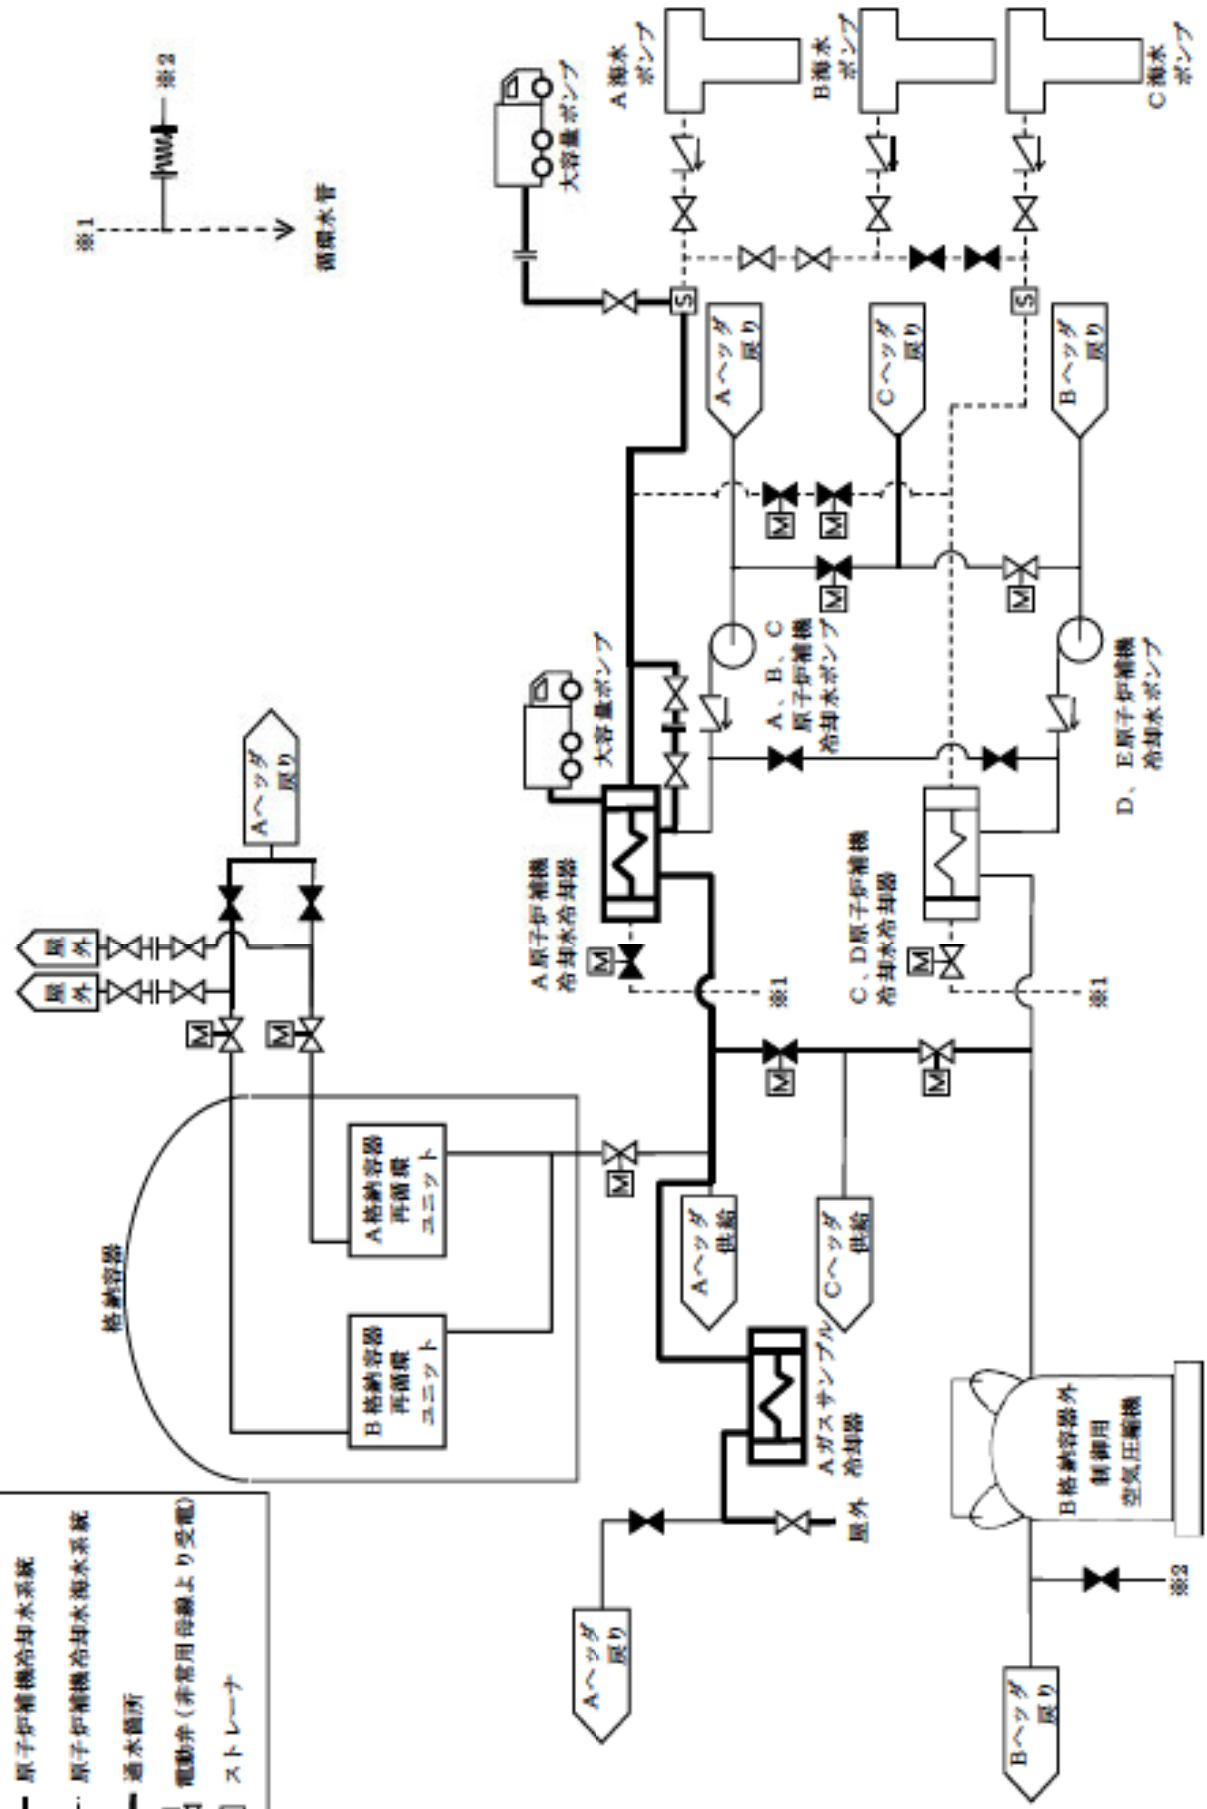 原子炉補機冷却水系統
原子炉補機冷却水海水系統
通水箇所
電動弁(非常用母線より受電)
ストレーナ
格納容器
屋外
屋外
Aヘッダ
戻り
B格納容器
再循環
ユニット
A格納容器
再循環
ユニット
※1
※2
循環水管
大容量ポンプ
大容量ポンプ
A海水
ポンプ
B海水
ポンプ
C海水
ポンプ
S
S
Aヘッダ
戻り
Cヘッダ
戻り
Bヘッダ
戻り
M
M
M
M
M
M
M
M
M
M
M
A、B、C
原子炉補機
冷却水ポンプ
D、E原子炉補機
冷却水ポンプ
A原子炉補機
冷却水冷却器
C、D原子炉補機
冷却水冷却器
※1
※1
Aヘッダ
供給
Cヘッダ
供給
Aガスサンプル
冷却器
屋外
Aヘッダ
戻り
B格納容器外
制御用
空気圧縮機
※2
Bヘッダ
戻り